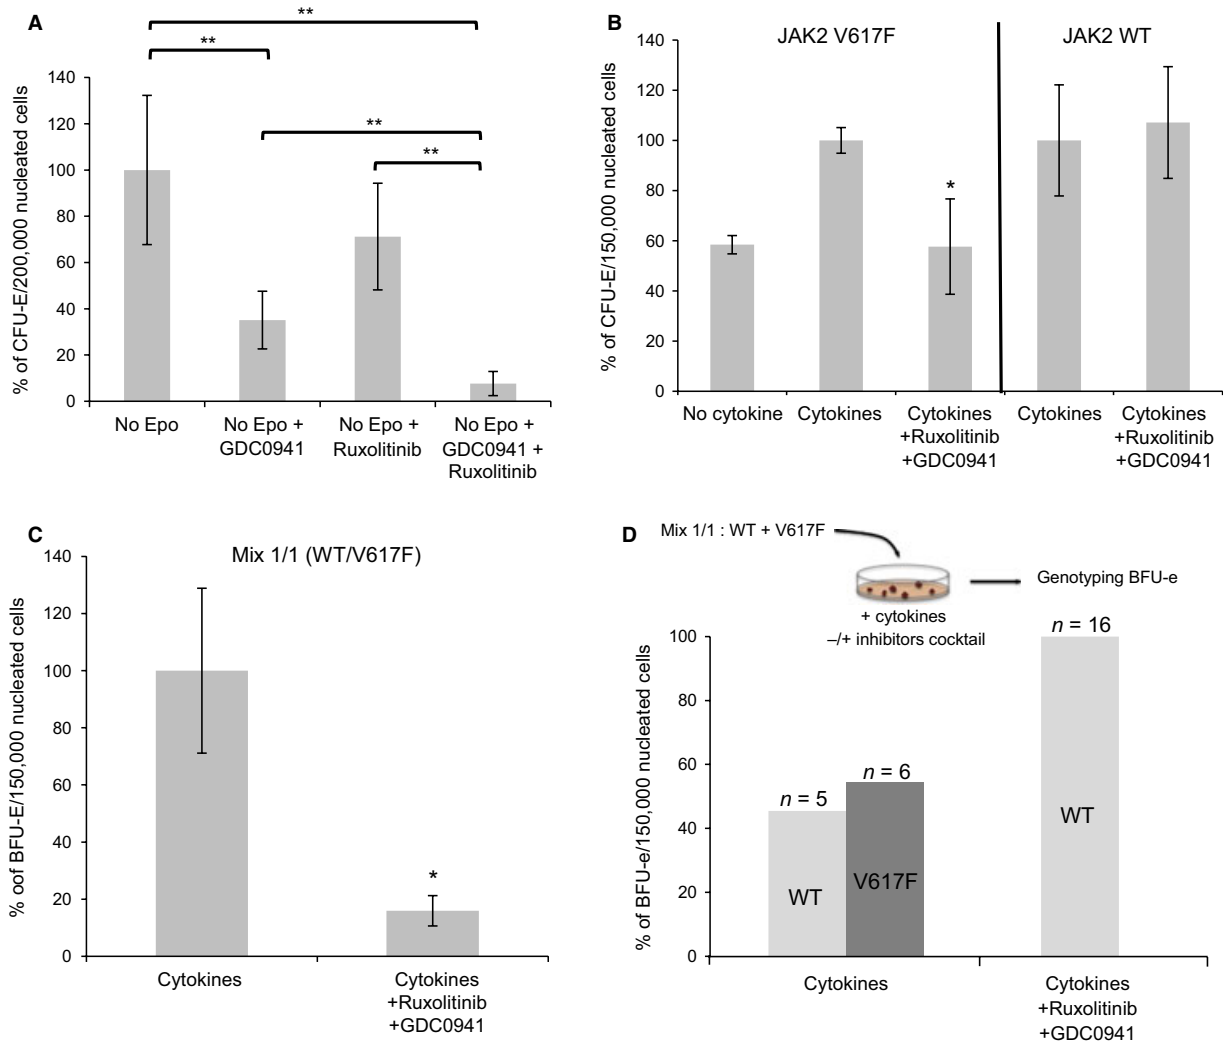 A
**
**
**
**
% of CFU-E/200,000 nucleated cells
140
120
100
80
60
40
20
0
No Epo
No Epo +
GDC0941
No Epo +
Ruxolitinib
No Epo +
GDC0941 +
Ruxolitinib
B
JAK2 V617F
JAK2 WT
% of CFU-E/150,000 nucleated cells
140
120
100
80
60
40
20
0
*
No cytokine
Cytokines
Cytokines
+Ruxolitinib
+GDC0941
Cytokines
Cytokines
+Ruxolitinib
+GDC0941
C
Mix 1/1 (WT/V617F)
% oof BFU-E/150,000 nucleated cells
140
120
100
80
60
40
20
0
*
Cytokines
Cytokines
+Ruxolitinib
+GDC0941
D
Mix 1/1 : WT + V617F
Genotyping BFU-e
+ cytokines
–/+ inhibitors cocktail
% of BFU-e/150,000 nucleated cells
100
80
60
40
20
0
n = 5
n = 6
n = 16
WT
V617F
WT
Cytokines
Cytokines
+Ruxolitinib
+GDC0941